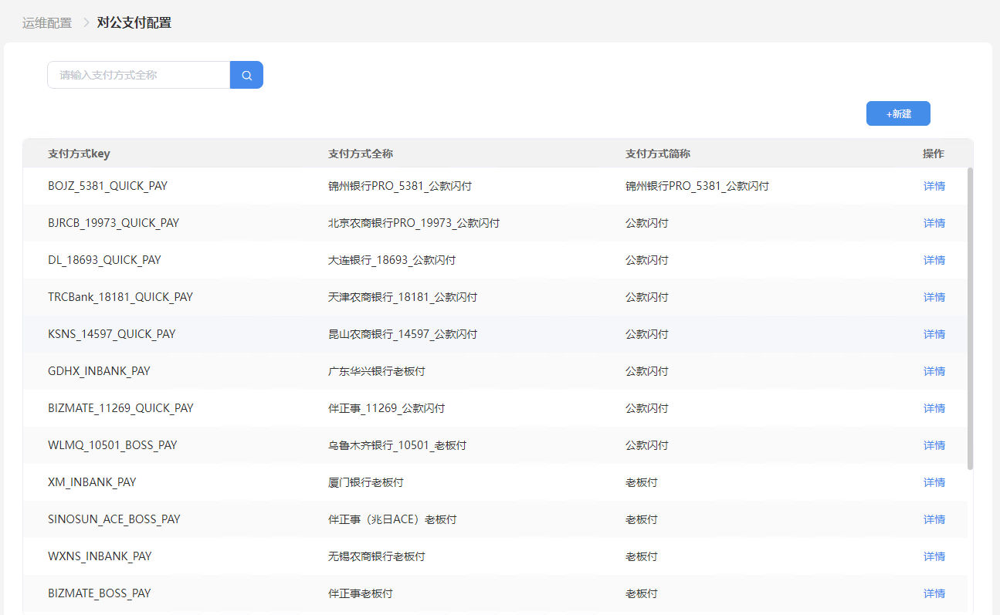 运维配置 > 对公支付配置
请输入支付方式全称
+新建
支付方式key 支付方式全称 支付方式简称 操作
BOJZ_5381_QUICK_PAY 锦州银行PRO_5381_公款闪付 锦州银行PRO_5381_公款闪付 详情
BJRCB_19973_QUICK_PAY 北京农商银行PRO_19973_公款闪付 公款闪付 详情
DL_18693_QUICK_PAY 大连银行_18693_公款闪付 公款闪付 详情
TRCBank_18181_QUICK_PAY 天津农商银行_18181_公款闪付 公款闪付 详情
KSNS_14597_QUICK_PAY 昆山农商银行_14597_公款闪付 公款闪付 详情
GDHX_INBANK_PAY 广东华兴银行老板付 公款闪付 详情
BIZMATE_11269_QUICK_PAY 伴正事_11269_公款闪付 公款闪付 详情
WLMQ_10501_BOSS_PAY 乌鲁木齐银行_10501_老板付 公款闪付 详情
XM_INBANK_PAY 厦门银行老板付 老板付 详情
SINOSUN_ACE_BOSS_PAY 伴正事（兆日ACE）老板付 老板付 详情
WXNS_INBANK_PAY 无锡农商银行老板付 老板付 详情
BIZMATE_BOSS_PAY 伴正事老板付 老板付 详情